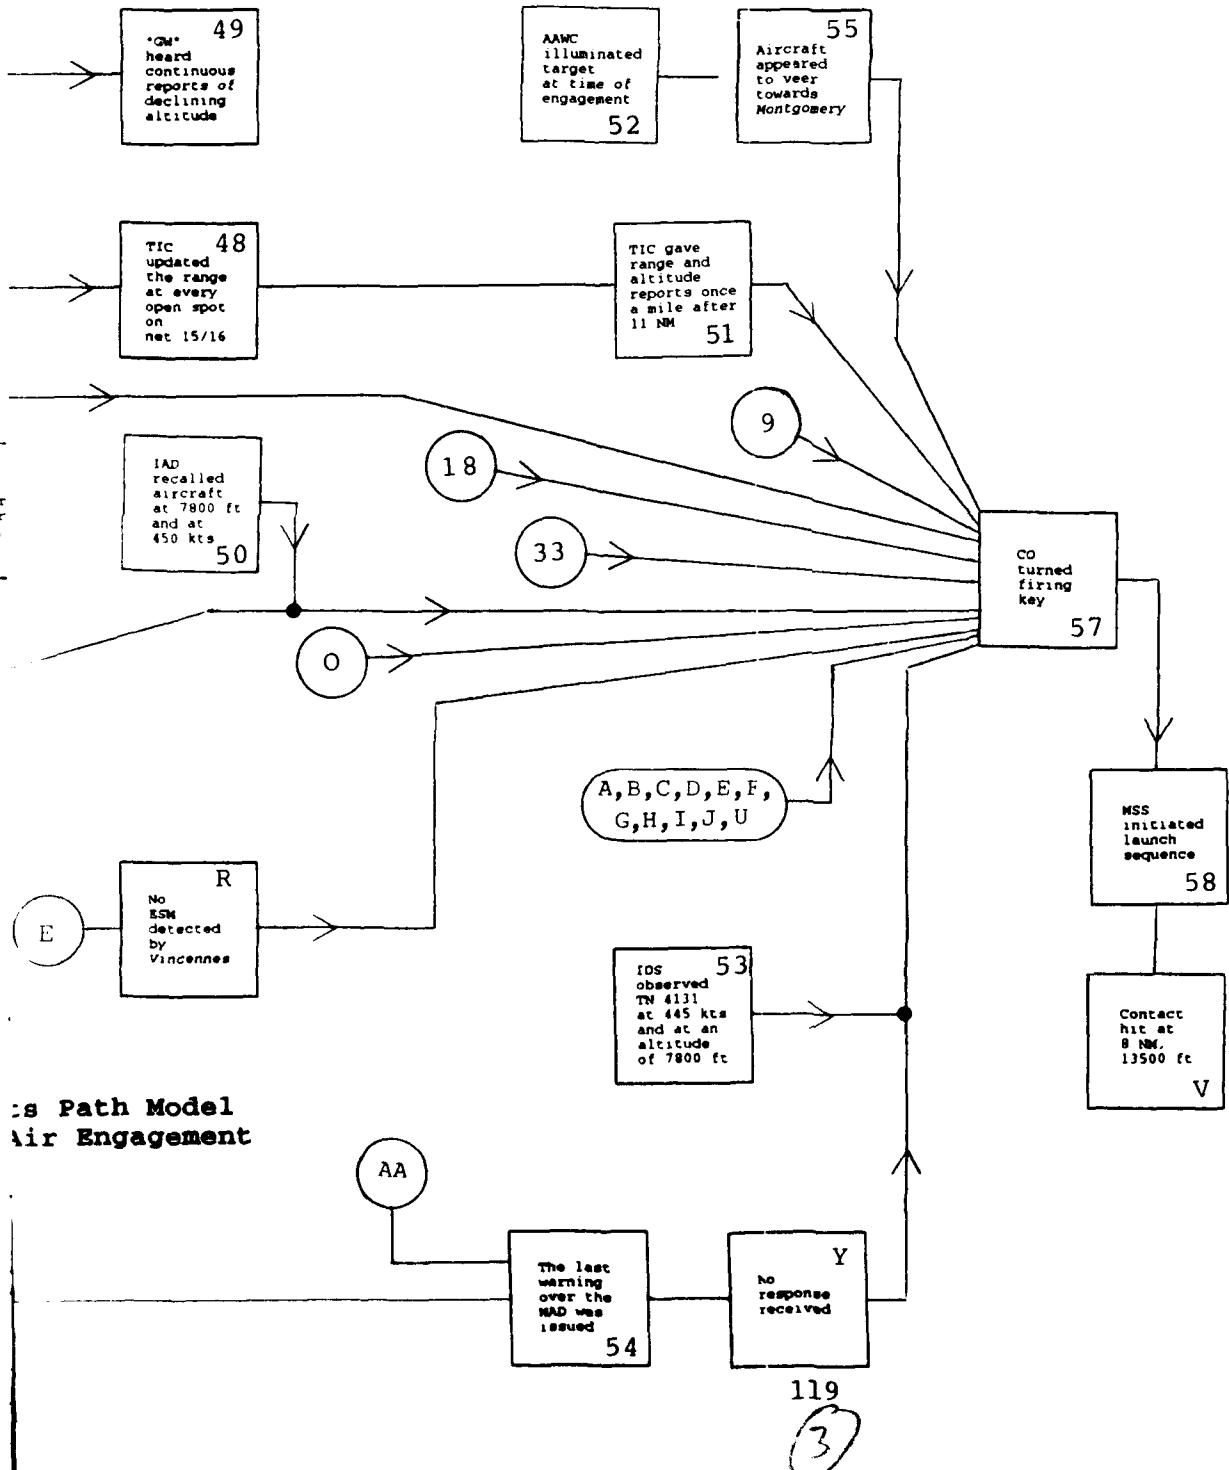 49
"GW"
heard
continuous
reports of
declining
altitude
AAWC
illuminated
target
at time of
engagement
52
55
Aircraft
appeared
to veer
towards
Montgomery
TIC 48
updated
the range
at every
open spot
on
net 15/16
TIC gave
range and
altitude
reports once
a mile after
11 NM
51
9
18
33
IAD
recalled
aircraft
at 7800 ft
and at
450 kts
50
O
CO
turned
firing
key
57
A,B,C,D,E,F,
G,H,I,J,U
MSS
initiated
launch
sequence
58
E
R
No
ESM
detected
by
Vincennes
IDS 53
observed
TN 4131
at 445 kts
and at an
altitude
of 7800 ft
Contact
hit at
8 NM,
13500 ft
V
ts Path Model
Air Engagement
AA
The last
warning
over the
MAD was
issued
54
Y
No
response
received
119
3